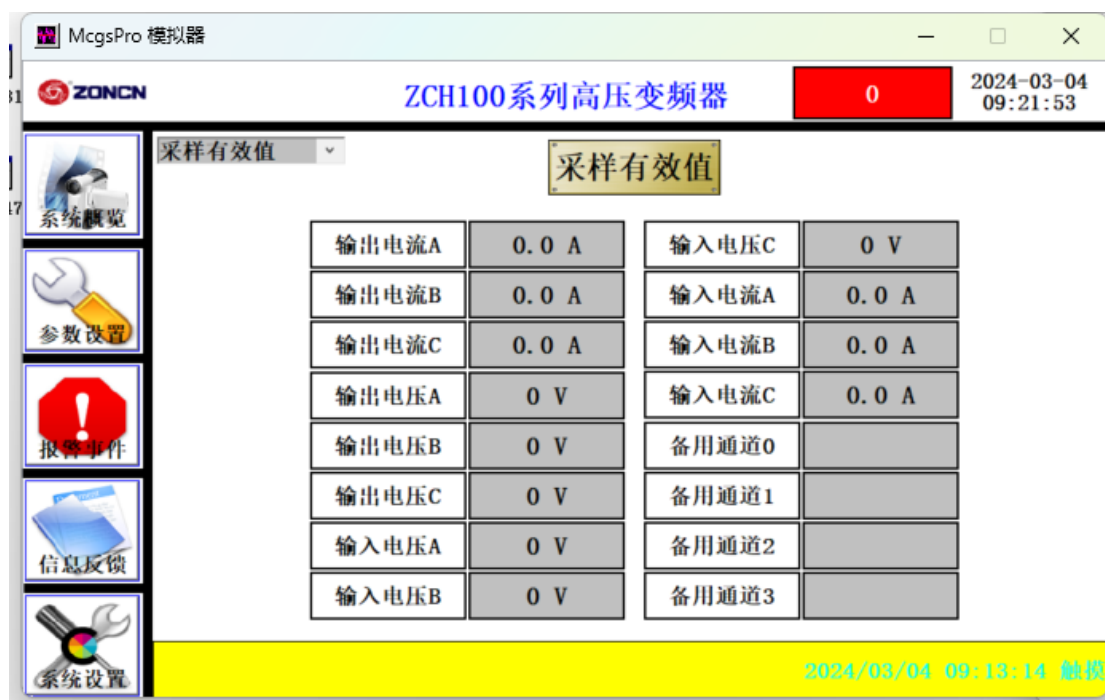 McgsPro 模拟器
ZONCN
ZCH100系列高压变频器
0
2024-03-04
09:21:53
采样有效值
采样有效值
系统概览
参数设置
报警事件
信息反馈
系统设置
输出电流A 0.0 A 输入电压C 0 V
输出电流B 0.0 A 输入电流A 0.0 A
输出电流C 0.0 A 输入电流B 0.0 A
输出电压A 0 V 输入电流C 0.0 A
输出电压B 0 V 备用通道0
输出电压C 0 V 备用通道1
输入电压A 0 V 备用通道2
输入电压B 0 V 备用通道3
2024/03/04 09:13:14 触摸